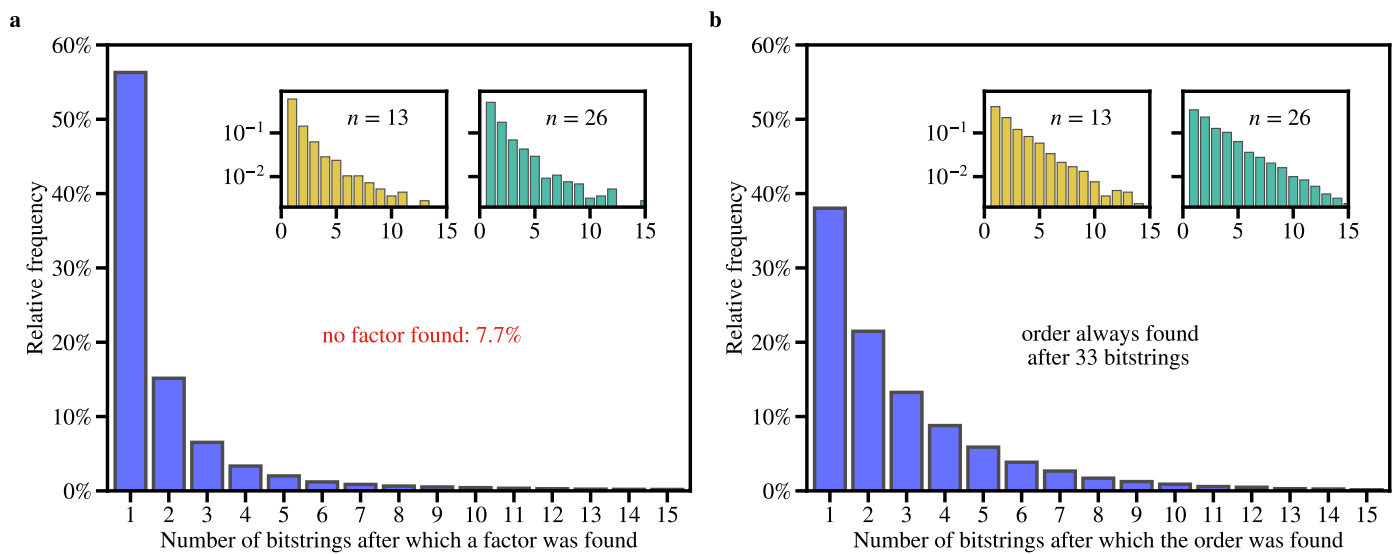 a
60%
50%
40%
30%
20%
10%
0%
Relative frequency
10⁻¹
10⁻²
n = 13
0 5 10 15
n = 26
0 5 10 15
no factor found: 7.7%
1 2 3 4 5 6 7 8 9 10 11 12 13 14 15
Number of bitstrings after which a factor was found
b
60%
50%
40%
30%
20%
10%
0%
Relative frequency
10⁻¹
10⁻²
n = 13
0 5 10 15
n = 26
0 5 10 15
order always found
after 33 bitstrings
1 2 3 4 5 6 7 8 9 10 11 12 13 14 15
Number of bitstrings after which the order was found